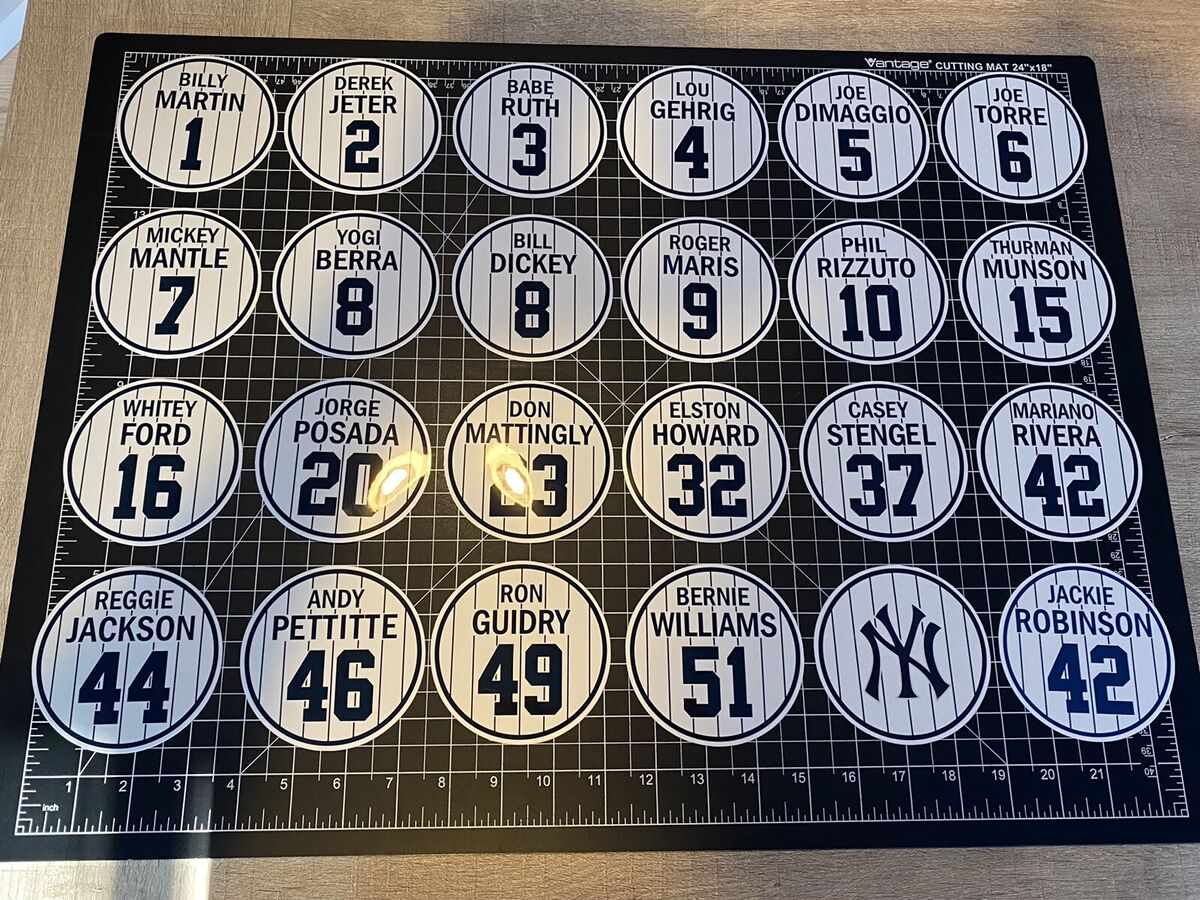 Vantage® CUTTING MAT 24"x18"
BILLY
MARTIN
1
DEREK
JETER
2
BABE
RUTH
3
LOU
GEHRIG
4
JOE
DIMAGGIO
5
JOE
TORRE
6
MICKEY
MANTLE
7
YOGI
BERRA
8
BILL
DICKEY
8
ROGER
MARIS
9
PHIL
RIZZUTO
10
THURMAN
MUNSON
15
WHITEY
FORD
16
JORGE
POSADA
20
DON
MATTINGLY
23
ELSTON
HOWARD
32
CASEY
STENGEL
37
MARIANO
RIVERA
42
REGGIE
JACKSON
44
ANDY
PETTITTE
46
RON
GUIDRY
49
BERNIE
WILLIAMS
51
NY
JACKIE
ROBINSON
42
1 2 3 4 5 6 7 8 9 10 11 12 13 14 15 16 17 18 19 20 21
inch